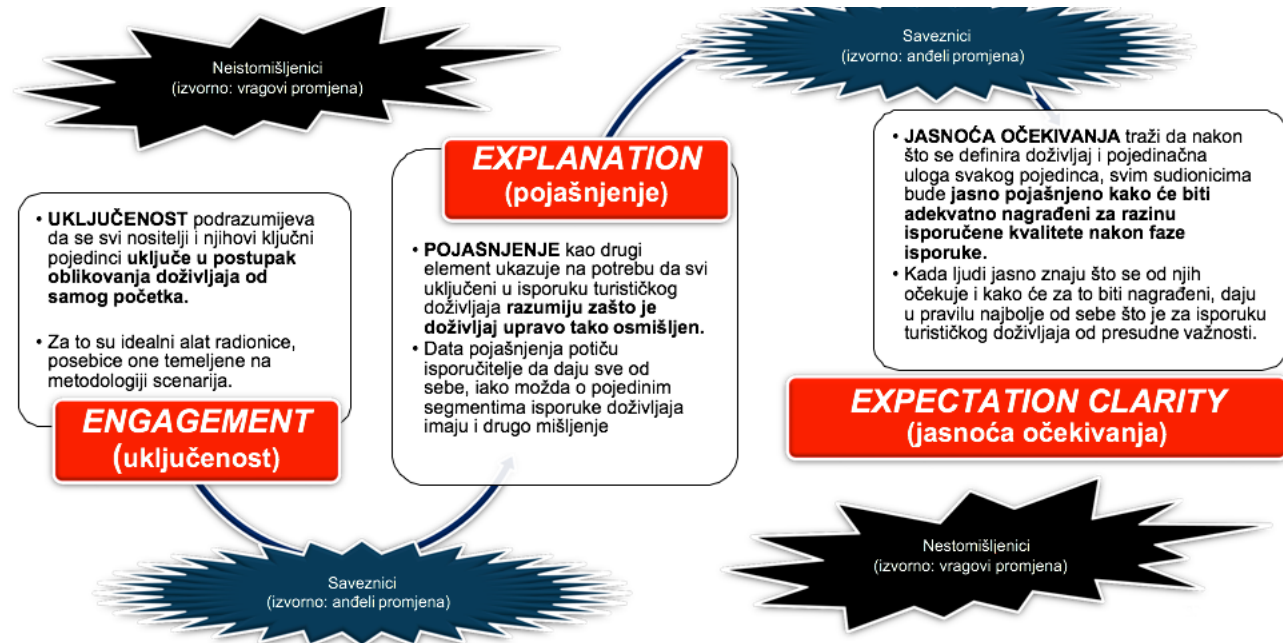 Neistomišljenici
(izvorno: vragovi promjena)
Saveznici
(izvorno: anđeli promjena)
• UKLJUČENOST podrazumijeva
da se svi nositelji i njihovi ključni
pojedinci uključe u postupak
oblikovanja doživljaja od
samog početka.
• Za to su idealni alat radionice,
posebice one temeljene na
metodologiji scenarija.
ENGAGEMENT
(uključenost)
EXPLANATION
(pojašnjenje)
• POJAŠNJENJE kao drugi
element ukazuje na potrebu da svi
uključeni u isporuku turističkog
doživljaja razumiju zašto je
doživljaj upravo tako osmišljen.
• Data pojašnjenja potiču
isporučitelje da daju sve od
sebe, iako možda o pojedinim
segmentima isporuke doživljaja
imaju i drugo mišljenje
• JASNOĆA OČEKIVANJA traži da nakon
što se definira doživljaj i pojedinačna
uloga svakog pojedinca, svim sudionicima
bude jasno pojašnjeno kako će biti
adekvatno nagrađeni za razinu
isporučene kvalitete nakon faze
isporuke.
• Kada ljudi jasno znaju što se od njih
očekuje i kako će za to biti nagrađeni, daju
u pravilu najbolje od sebe što je za isporuku
turističkog doživljaja od presudne važnosti.
EXPECTATION CLARITY
(jasnoća očekivanja)
Saveznici
(izvorno: anđeli promjena)
Nestomišljenici
(izvorno: vragovi promjena)